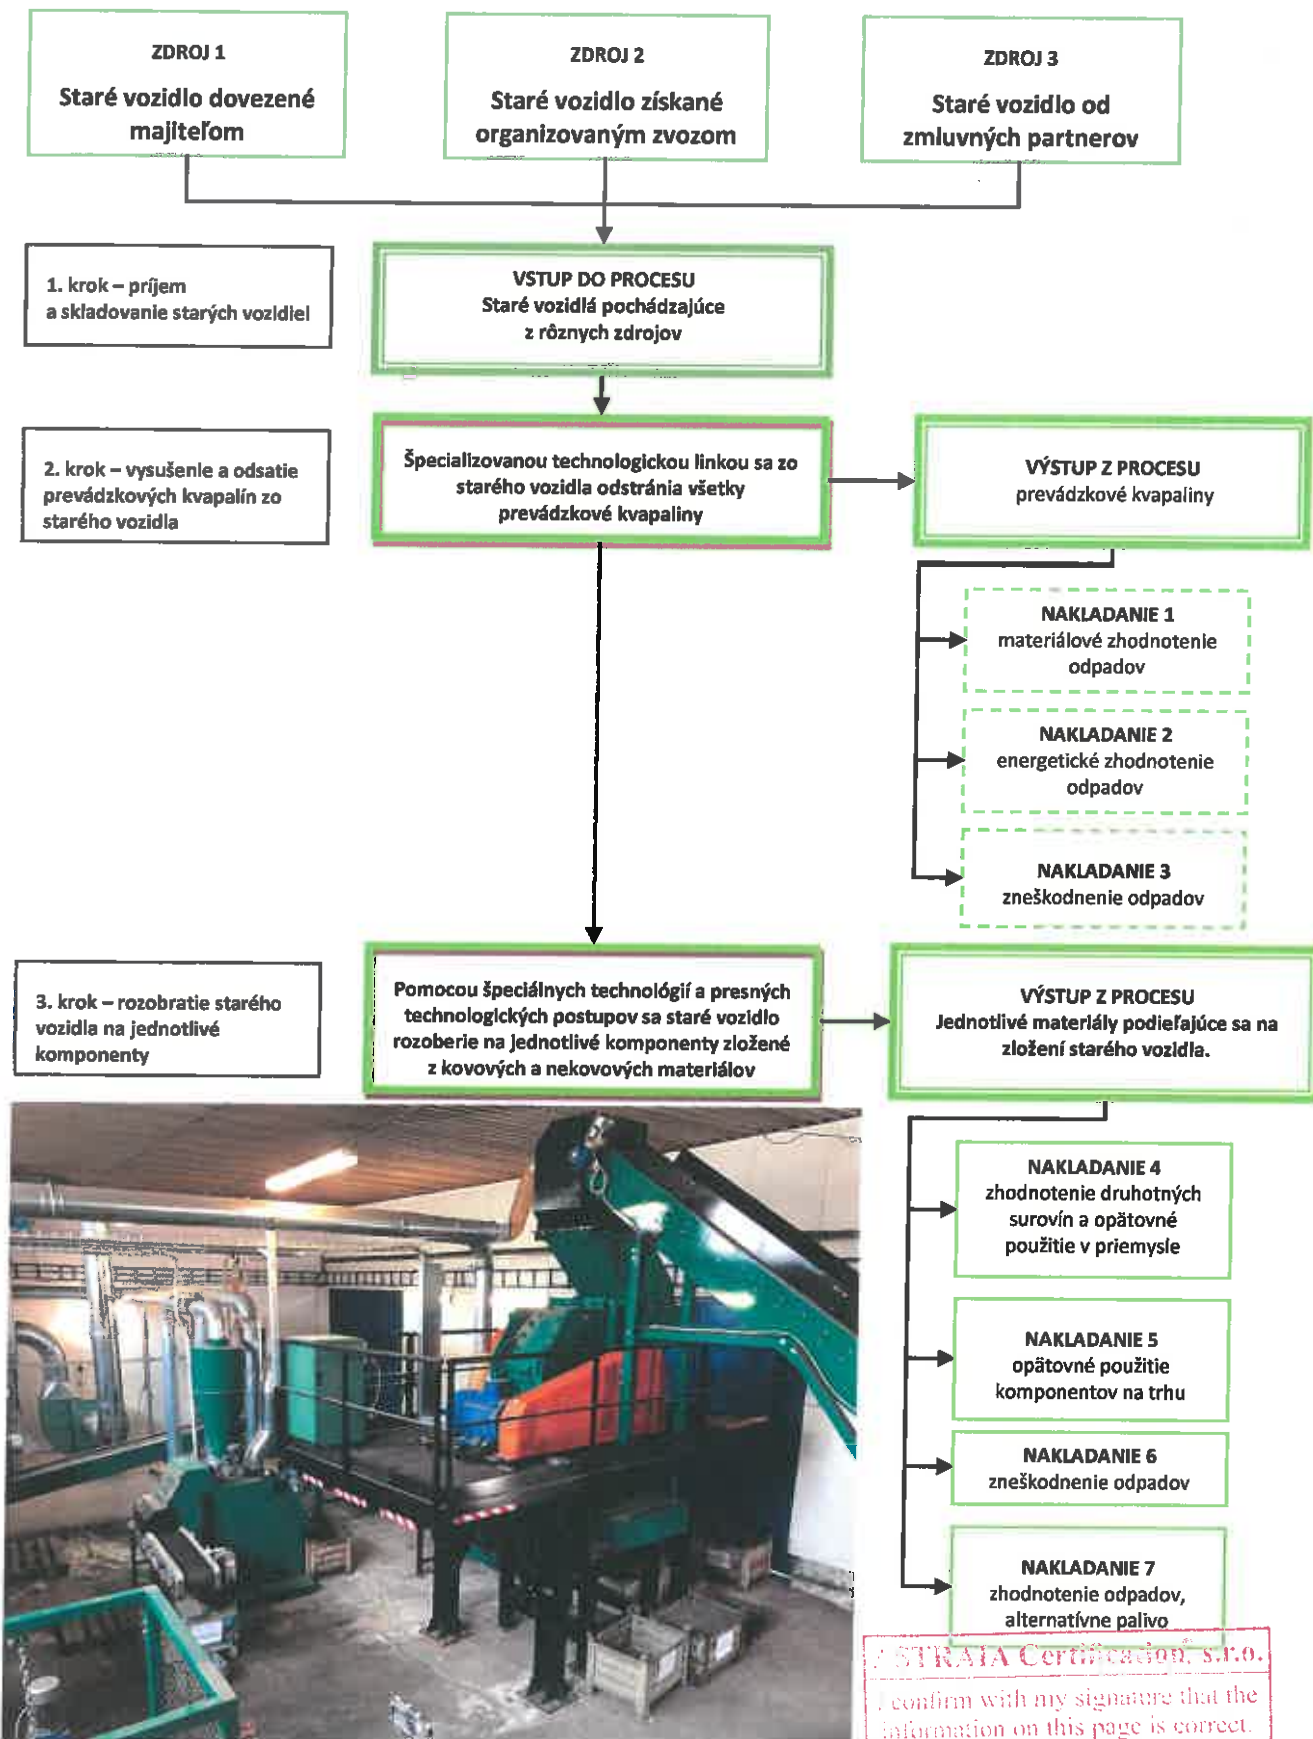 ZDROJ 1
Staré vozidlo dovezené
majiteľom
ZDROJ 2
Staré vozidlo získané
organizovaným zvozom
ZDROJ 3
Staré vozidlo od
zmluvných partnerov
1. krok – príjem
a skladovanie starých vozidiel
VSTUP DO PROCESU
Staré vozidlá pochádzajúce
z rôznych zdrojov
2. krok – vysušenie a odsatie
prevádzkových kvapalín zo
starého vozidla
Špecializovanou technologickou linkou sa zo
starého vozidla odstránia všetky
prevádzkové kvapaliny
VÝSTUP Z PROCESU
prevádzkové kvapaliny
NAKLADANIE 1
materiálové zhodnotenie
odpadov
NAKLADANIE 2
energetické zhodnotenie
odpadov
NAKLADANIE 3
zneškodnenie odpadov
3. krok – rozobratie starého
vozidla na jednotlivé
komponenty
Pomocou špeciálnych technológií a presných
technologických postupov sa staré vozidlo
rozoberie na jednotlivé komponenty zložené
z kovových a nekovových materiálov
VÝSTUP Z PROCESU
Jednotlivé materiály podieľajúce sa na
zložení starého vozidla.
NAKLADANIE 4
zhodnotenie druhotných
surovín a opätovné
použitie v priemysle
NAKLADANIE 5
opätovné použitie
komponentov na trhu
NAKLADANIE 6
zneškodnenie odpadov
NAKLADANIE 7
zhodnotenie odpadov,
alternatívne palivo
ASTRAIA Certification, s.r.o.
I confirm with my signature that the
information on this page is correct.